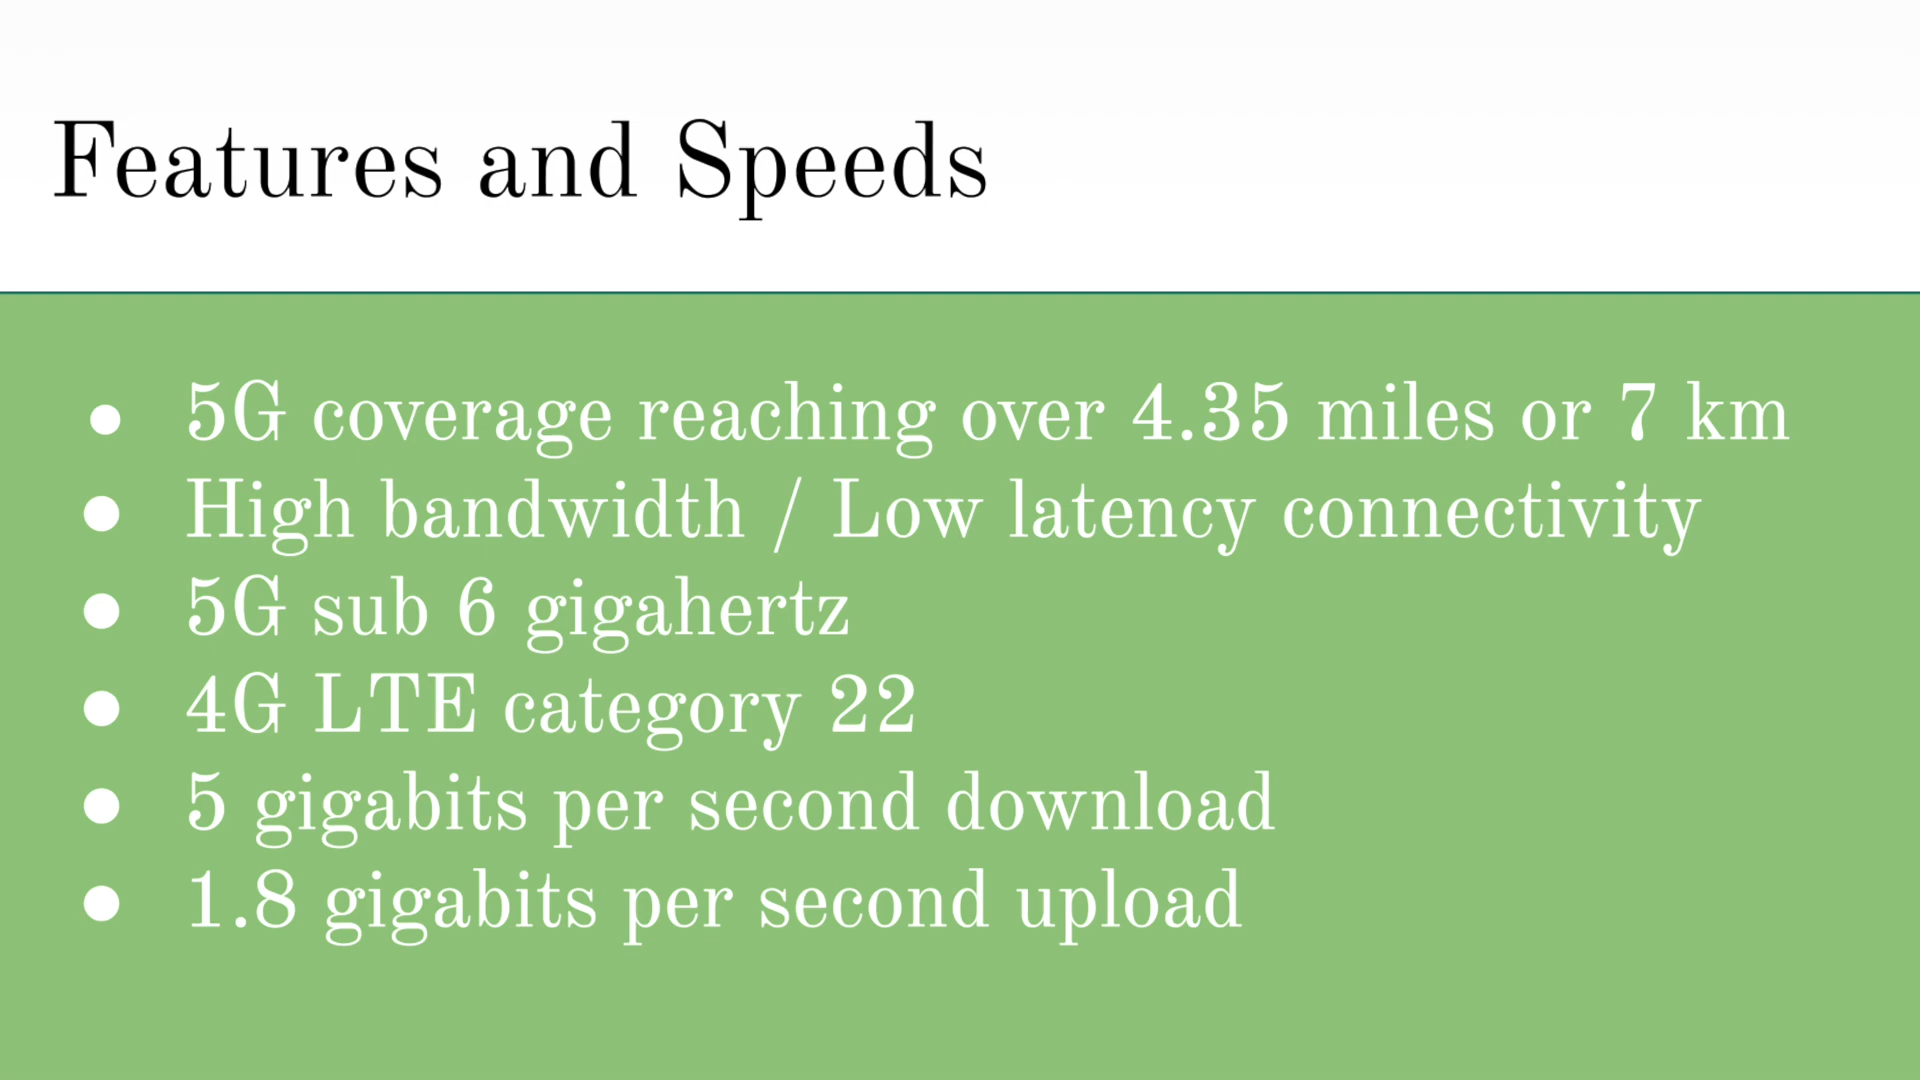 Features and Speeds
● 5G coverage reaching over 4.35 miles or 7 km
● High bandwidth / Low latency connectivity
● 5G sub 6 gigahertz
● 4G LTE category 22
● 5 gigabits per second download
● 1.8 gigabits per second upload